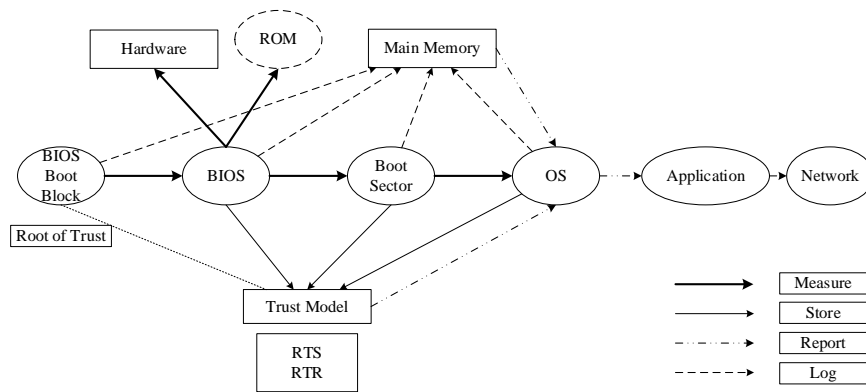 Hardware
ROM
Main Memory
BIOS
Boot
Block
BIOS
Boot
Sector
OS
Application
Network
Root of Trust
Trust Model
RTS
RTR
Measure
Store
Report
Log